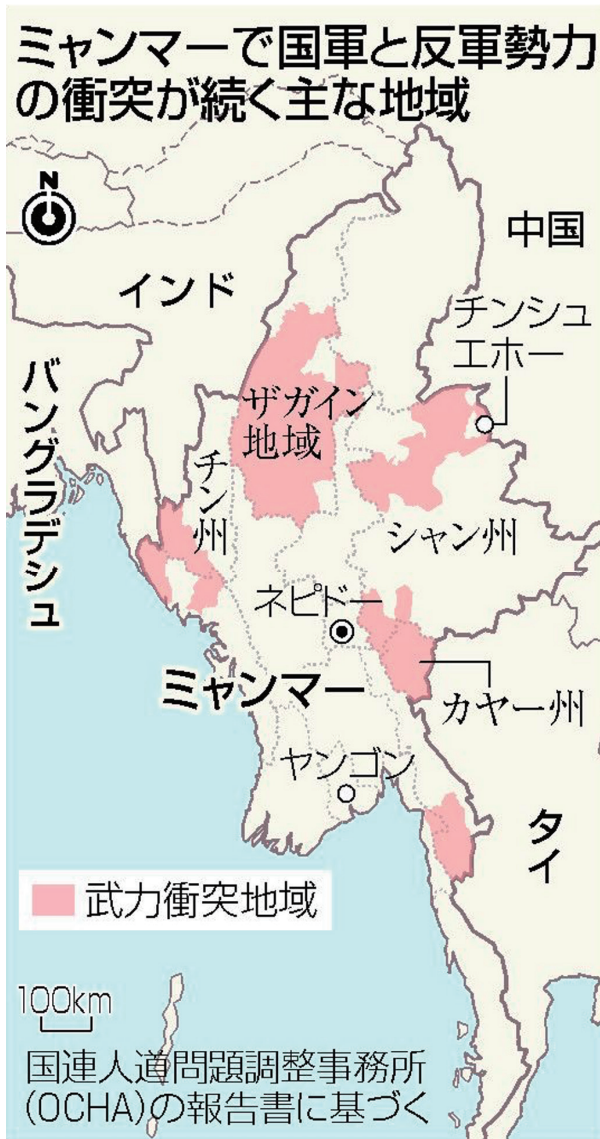 ミャンマーで国軍と反軍勢力
の衝突が続く主な地域
N
中国
インド
チンシュ
エホー
バングラデシュ
ザガイン
地域
チン州
シャン州
ネピドー
ミャンマー
カヤー州
ヤンゴン
タイ
武力衝突地域
100km
国連人道問題調整事務所
(OCHA)の報告書に基づく